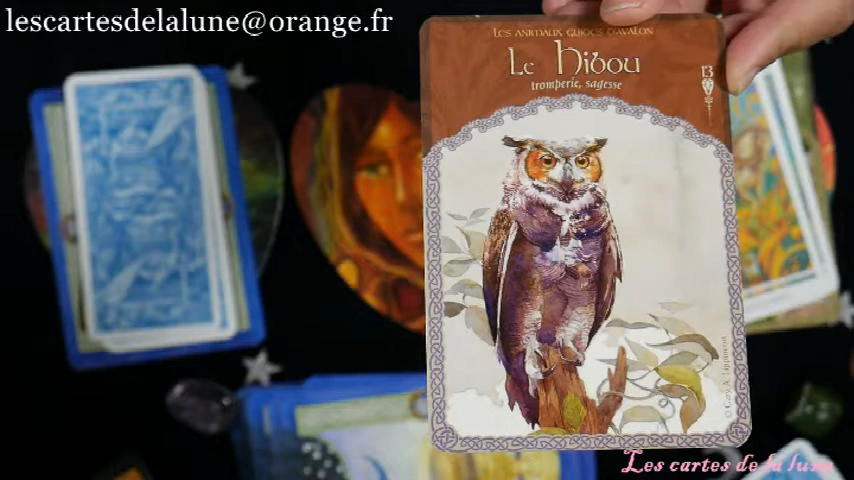 lescartesdelalune@orange.fr
Les animaux guides d'Avalon
Le Hibou
tromperie, sagesse
13
Les cartes de la lune